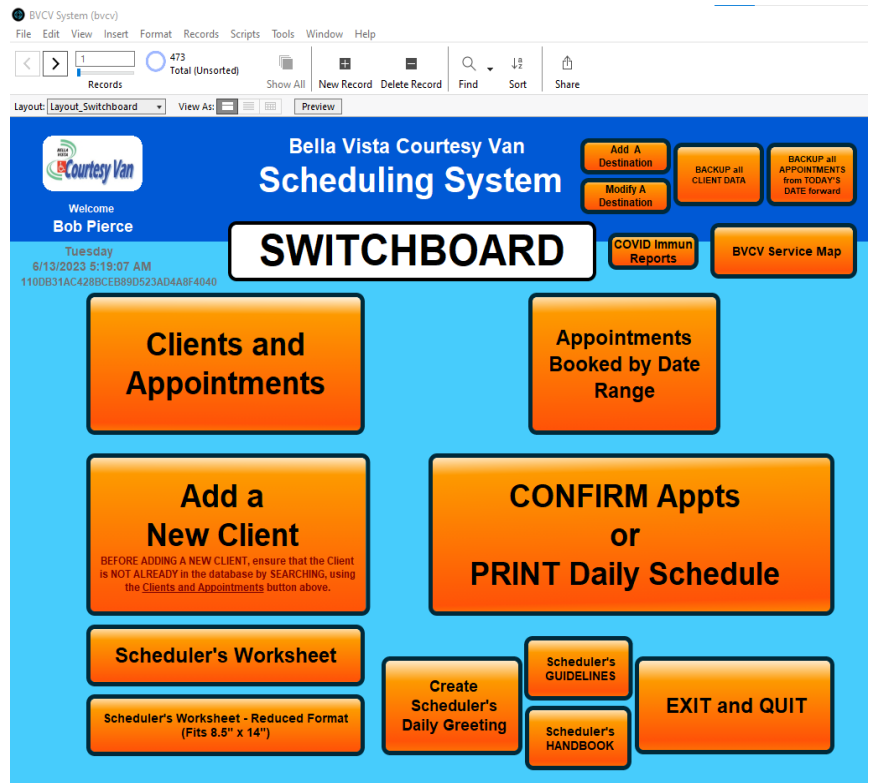 BVCV System (bvcv)
File Edit View Insert Format Records Scripts Tools Window Help
1
473
Total (Unsorted)
Records
Show All
New Record
Delete Record
Find
Sort
Share
Layout: Layout_Switchboard
View As:
Preview
BELLA
VISTA
Courtesy Van
Welcome
Bob Pierce
Bella Vista Courtesy Van
Scheduling System
Add A
Destination
Modify A
Destination
BACKUP all
CLIENT DATA
BACKUP all
APPOINTMENTS
from TODAY'S
DATE forward
Tuesday
6/13/2023 5:19:07 AM
110DB31AC428BCEB89D523AD4A8F4040
SWITCHBOARD
COVID Immun
Reports
BVCV Service Map
Clients and
Appointments
Appointments
Booked by Date
Range
Add a
New Client
BEFORE ADDING A NEW CLIENT, ensure that the Client
is NOT ALREADY in the database by SEARCHING, using
the Clients and Appointments button above.
CONFIRM Appts
or
PRINT Daily Schedule
Scheduler's Worksheet
Scheduler's Worksheet - Reduced Format
(Fits 8.5" x 14")
Create
Scheduler's
Daily Greeting
Scheduler's
GUIDELINES
Scheduler's
HANDBOOK
EXIT and QUIT